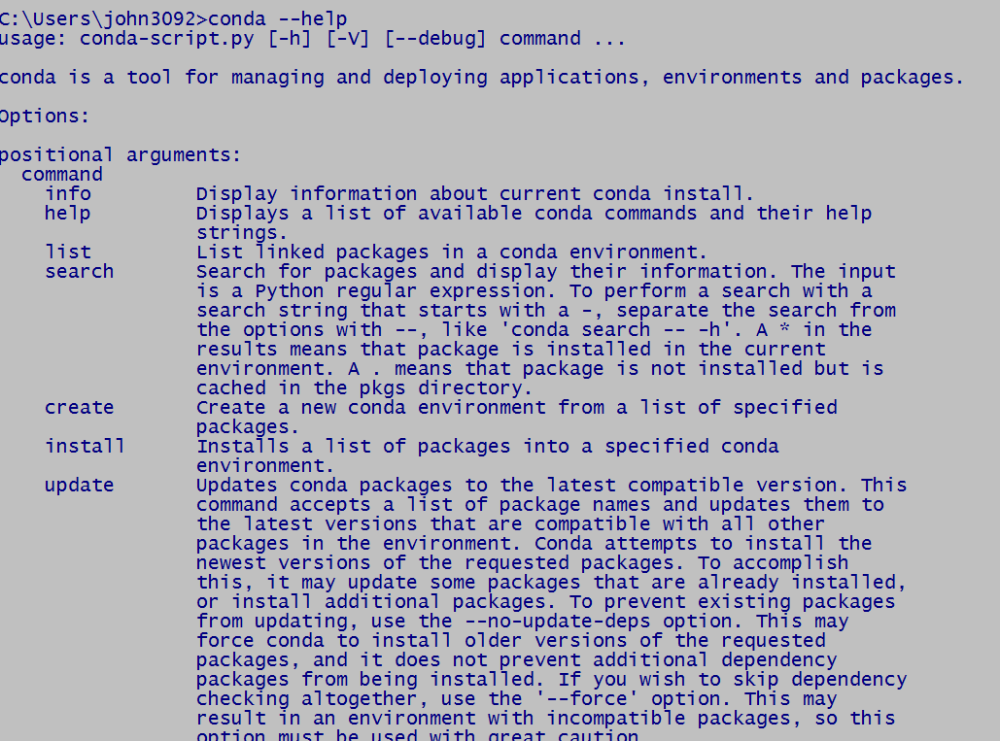 C:\Users\john3092>conda --help
usage: conda-script.py [-h] [-V] [--debug] command ...
conda is a tool for managing and deploying applications, environments and packages.
Options:
positional arguments:
command
info Display information about current conda install.
help Displays a list of available conda commands and their help
strings.
list List linked packages in a conda environment.
search Search for packages and display their information. The input
is a Python regular expression. To perform a search with a
search string that starts with a -, separate the search from
the options with --, like 'conda search -- -h'. A * in the
results means that package is installed in the current
environment. A . means that package is not installed but is
cached in the pkgs directory.
create Create a new conda environment from a list of specified
packages.
install Installs a list of packages into a specified conda
environment.
update Updates conda packages to the latest compatible version. This
command accepts a list of package names and updates them to
the latest versions that are compatible with all other
packages in the environment. Conda attempts to install the
newest versions of the requested packages. To accomplish
this, it may update some packages that are already installed,
or install additional packages. To prevent existing packages
from updating, use the --no-update-deps option. This may
force conda to install older versions of the requested
packages, and it does not prevent additional dependency
packages from being installed. If you wish to skip dependency
checking altogether, use the '--force' option. This may
result in an environment with incompatible packages, so this
option must be used with great caution.